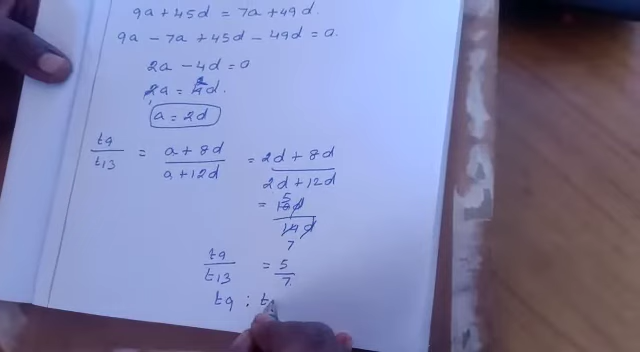 9a + 45d = 7a + 49d.
9a - 7a + 45d - 49d = 0.
2a - 4d = 0
2a = 4d.
a = 2d
t9/t13 = (a + 8d)/(a + 12d) = (2d + 8d)/(2d + 12d)
= 10d/14d
5
7
t9/t13 = 5/7
t9 : t